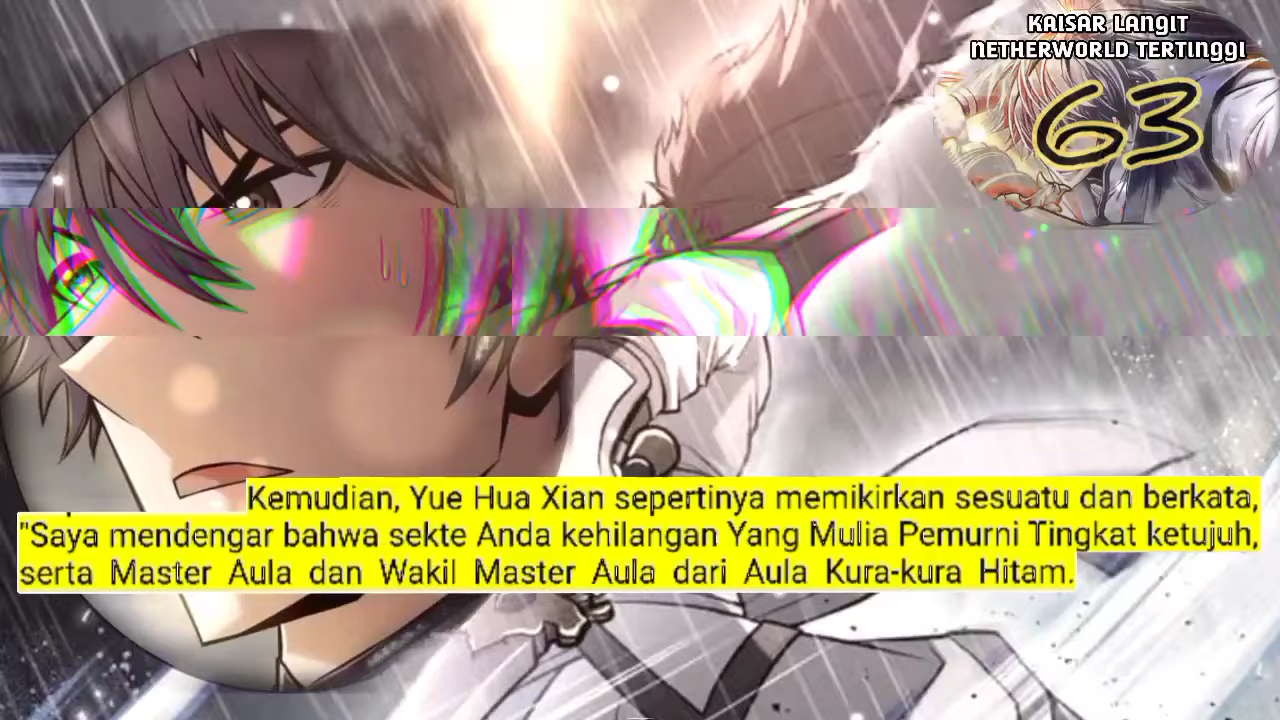 KAISAR LANGIT
NETHERWORLD TERTINGGI
63
Kemudian, Yue Hua Xian sepertinya memikirkan sesuatu dan berkata,
"Saya mendengar bahwa sekte Anda kehilangan Yang Mulia Pemurni Tingkat ketujuh,
serta Master Aula dan Wakil Master Aula dari Aula Kura-kura Hitam.